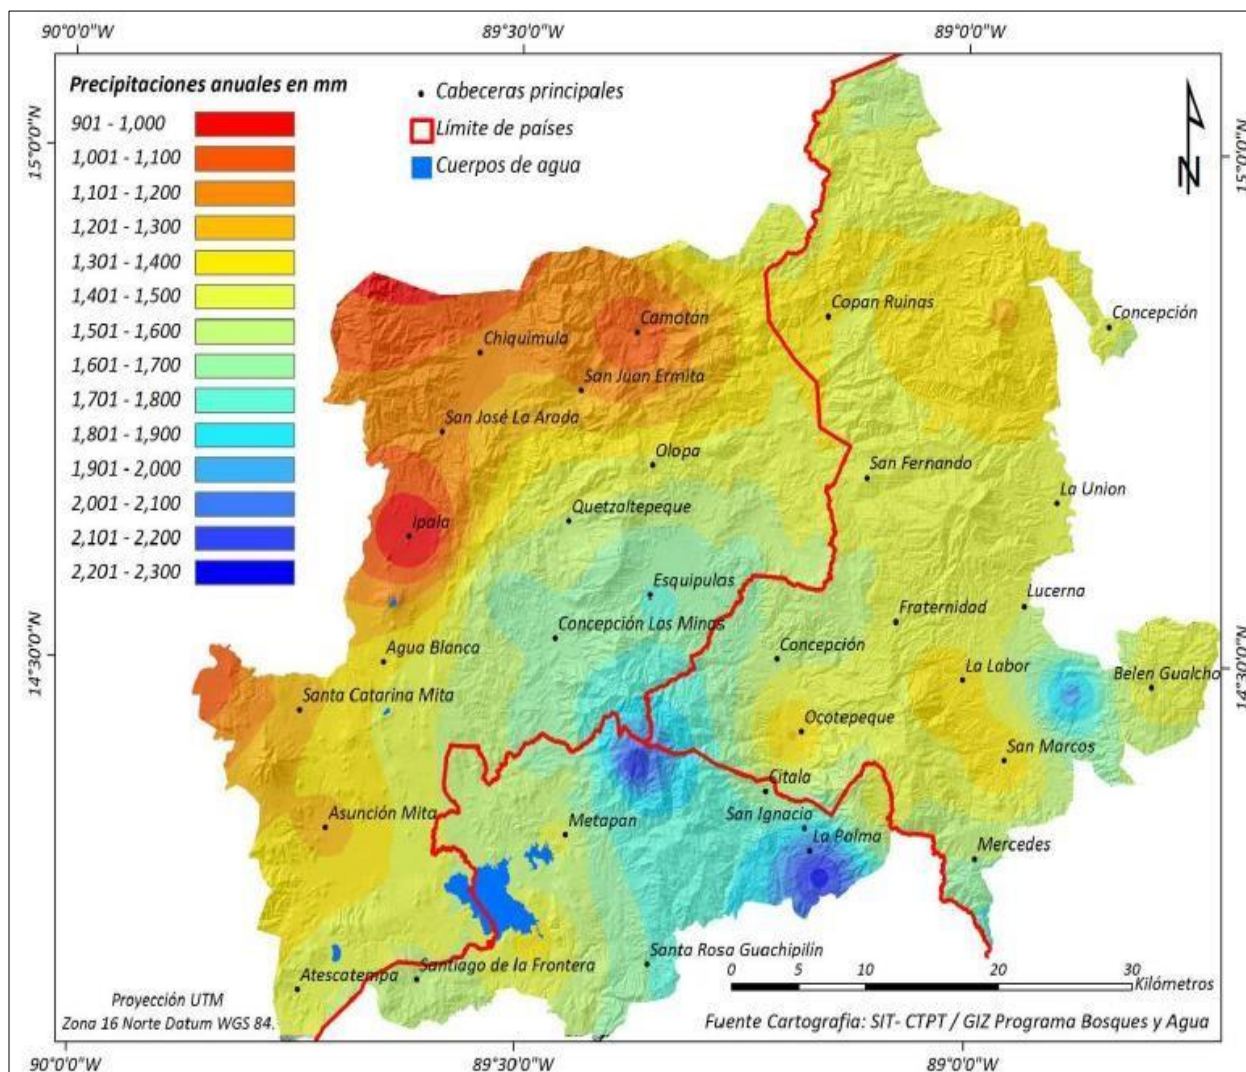 90°0'0"W
89°30'0"W
89°0'0"W
Precipitaciones anuales en mm
901 - 1,000
1,001 - 1,100
1,101 - 1,200
1,201 - 1,300
1,301 - 1,400
1,401 - 1,500
1,501 - 1,600
1,601 - 1,700
1,701 - 1,800
1,801 - 1,900
1,901 - 2,000
2,001 - 2,100
2,101 - 2,200
2,201 - 2,300
Cabeceras principales
Límite de países
Cuerpos de agua
N
15°0'0"N
15°0'0"N
Copan Ruinas
Concepción
Camotán
Chiquimula
San Juan Ermita
San José La Arada
Olopa
San Fernando
La Union
Quetzaltepeque
Ipala
Esquipulas
Lucerna
Fraternidad
Concepción Las Minas
Concepción
Agua Blanca
14°30'0"N
14°30'0"N
La Labor
Belen Gualcho
Santa Catarina Mita
Ocotepeque
San Marcos
Citala
Asunción Mita
Metapan
San Ignacio
La Palma
Mercedes
Santa Rosa Guachipilín
Santiago de la Frontera
Atescatempa
0 5 10 20 30
Kilómetros
Proyección UTM
Zona 16 Norte Datum WGS 84.
Fuente Cartografia: SIT- CTPT / GIZ Programa Bosques y Agua
90°0'0"W
89°30'0"W
89°0'0"W